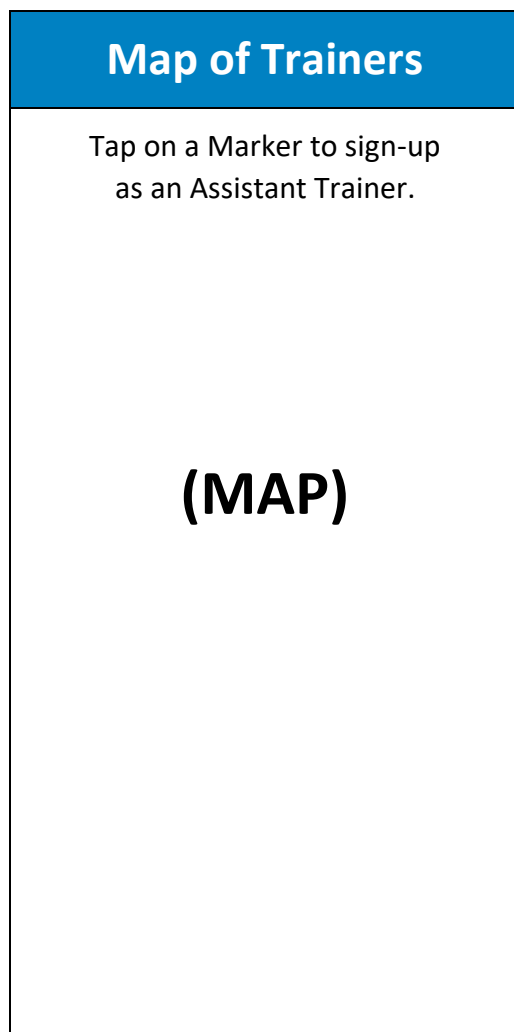 Map of Trainers
Tap on a Marker to sign-up
as an Assistant Trainer.
(MAP)